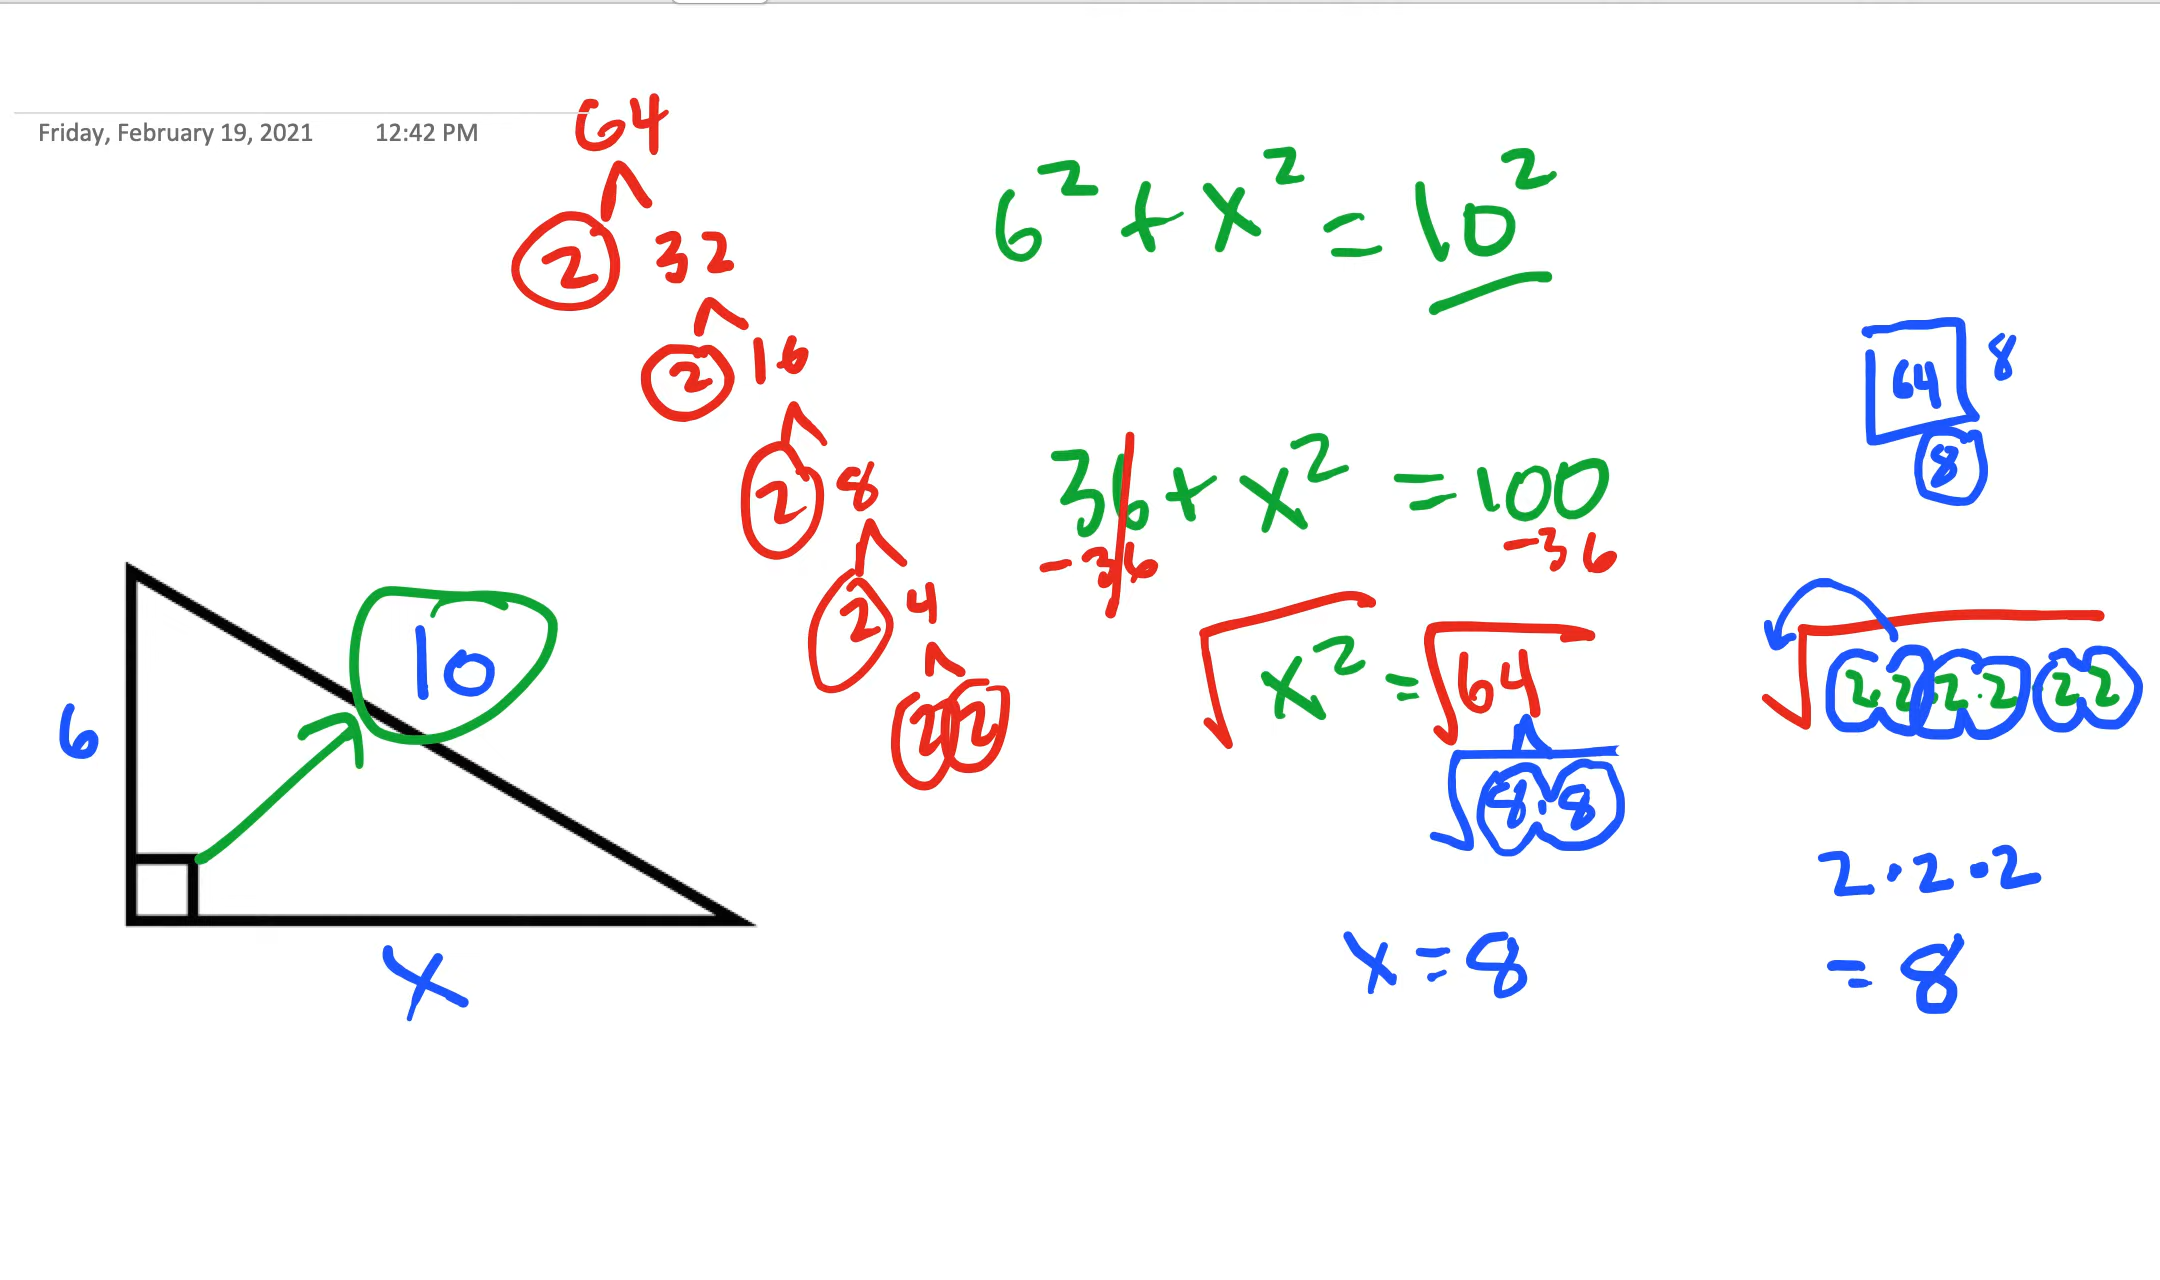 Friday, February 19, 2021 12:42 PM
64
2 32
2 16
2 8
2 4
2 2
6
10
x
6² + x² = 10²
36 + x² = 100
-36 -36
√x² = √64
√8·8
x = 8
64 8
8
√2·2·2·2·2·2
2·2·2
= 8